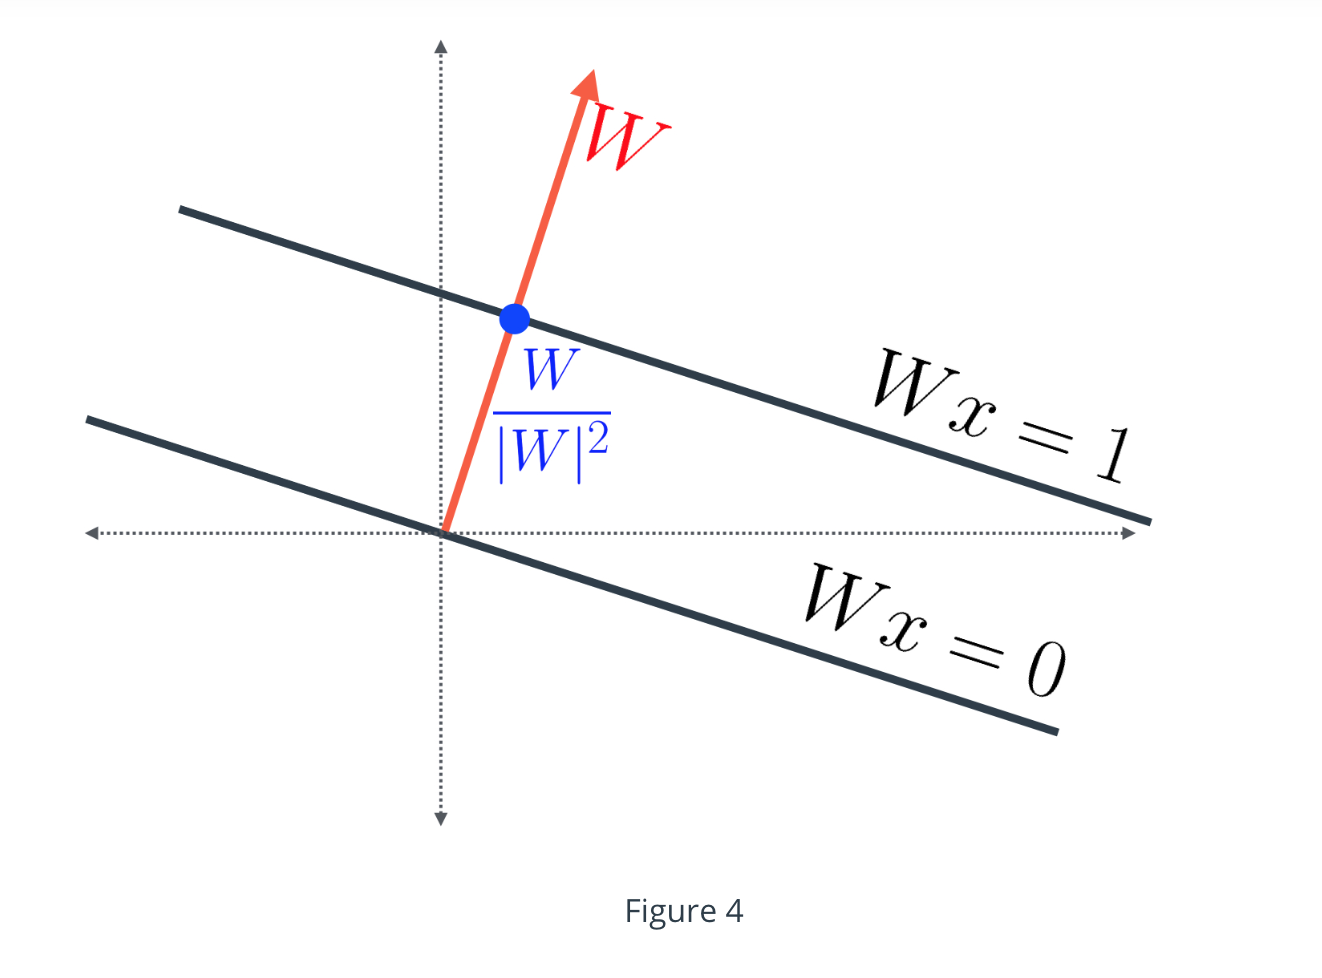 W
W
|W|²
Wx = 1
Wx = 0
Figure 4